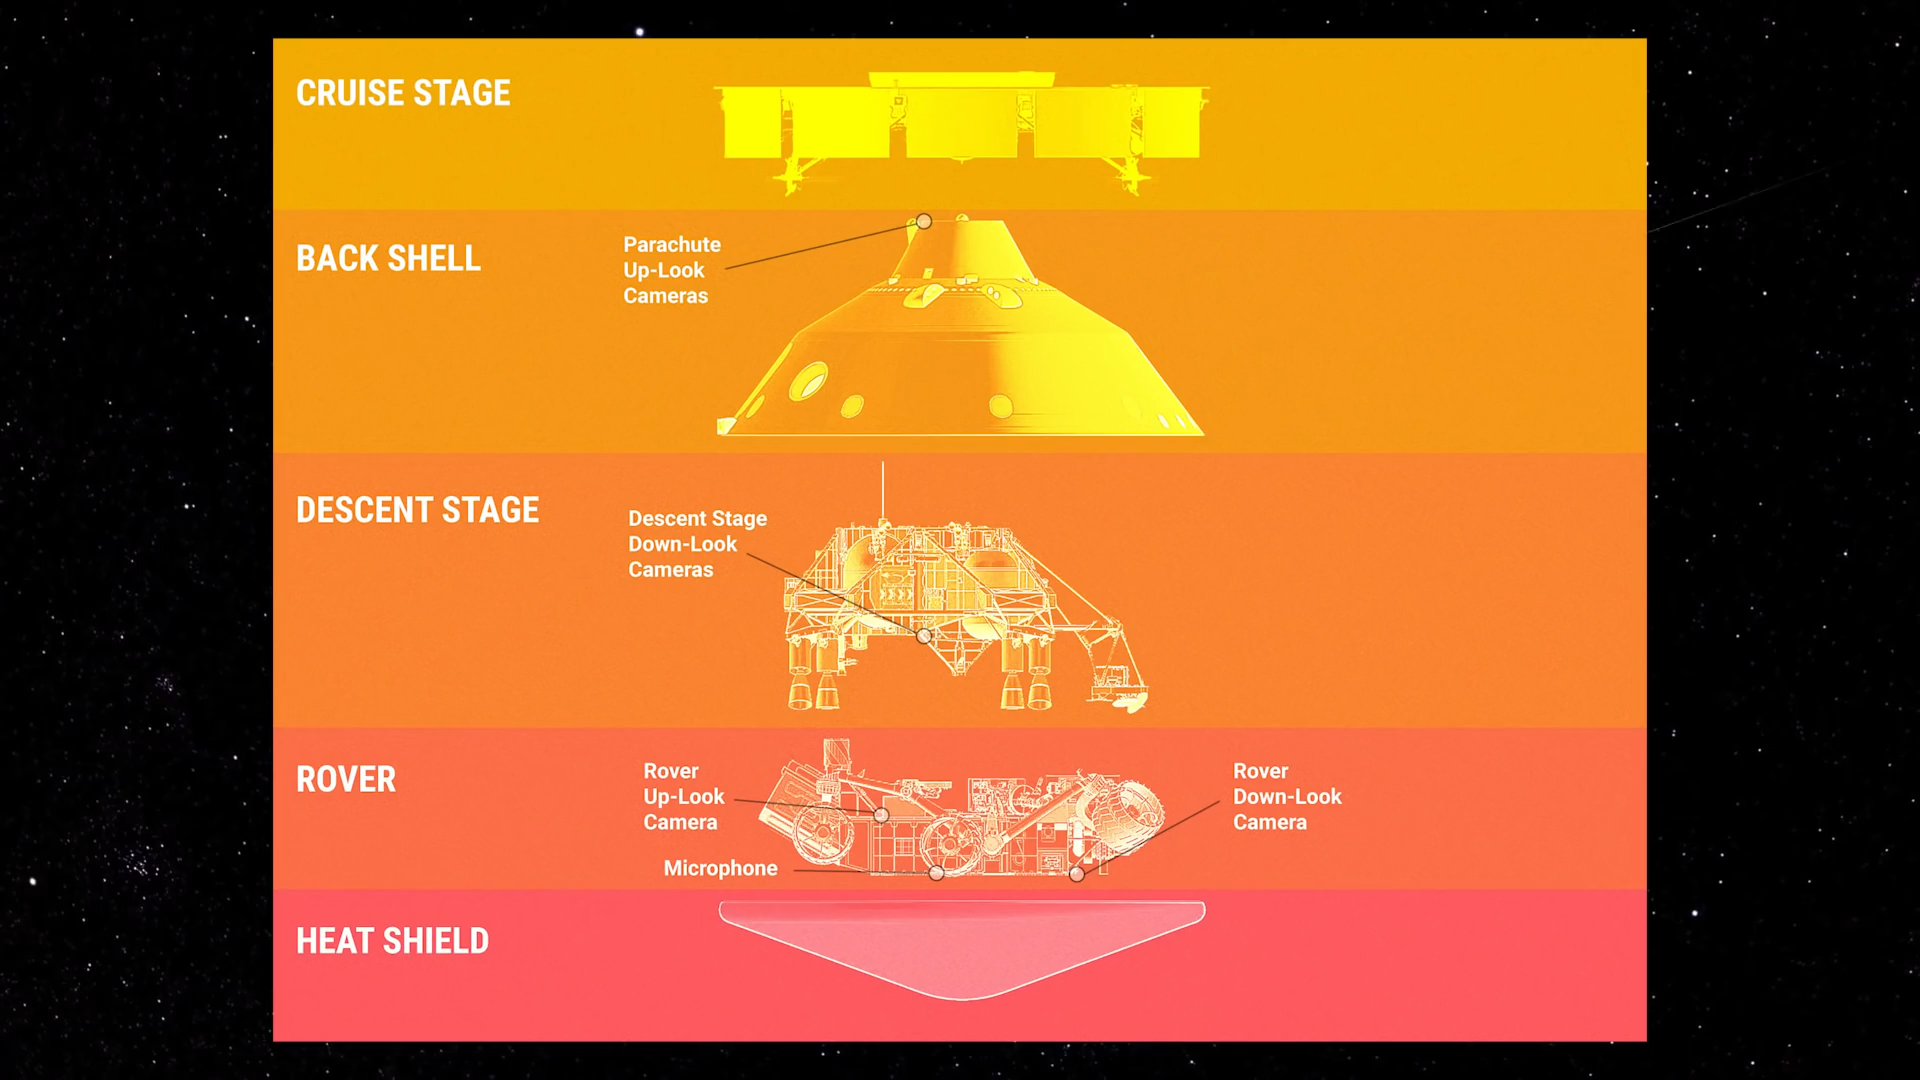 CRUISE STAGE
BACK SHELL
Parachute
Up-Look
Cameras
DESCENT STAGE
Descent Stage
Down-Look
Cameras
ROVER
Rover
Up-Look
Camera
Microphone
Rover
Down-Look
Camera
HEAT SHIELD